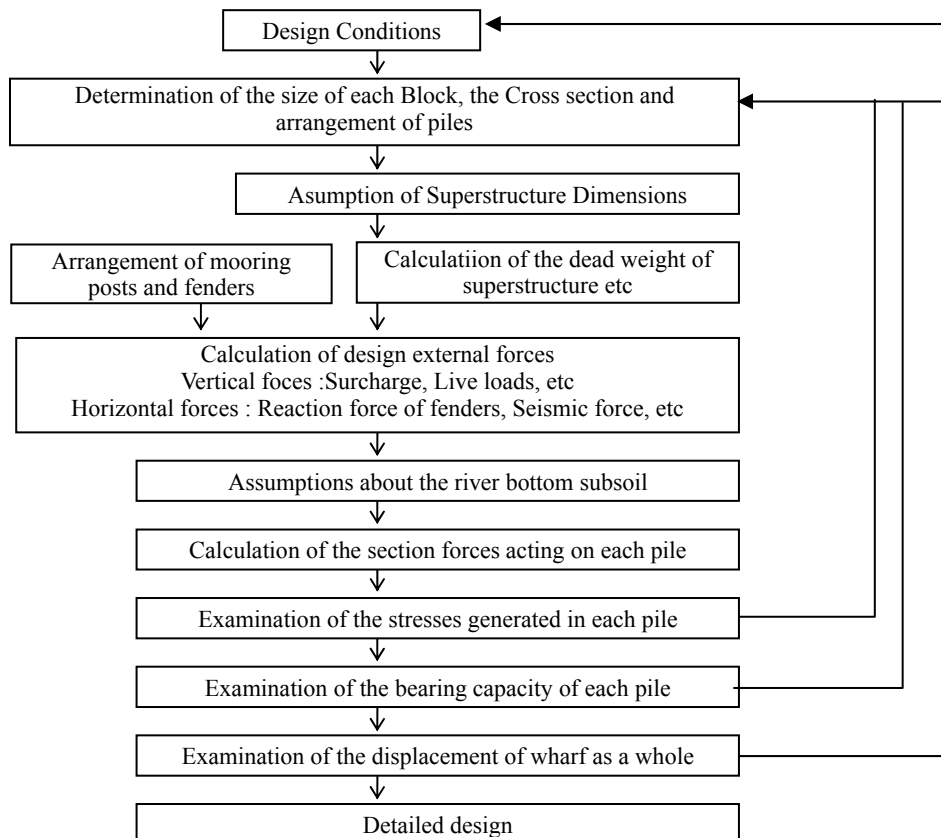 Design Conditions
Determination of the size of each Block, the Cross section and
arrangement of piles
Asumption of Superstructure Dimensions
Arrangement of mooring
posts and fenders
Calculatiion of the dead weight of
superstructure etc
Calculation of design external forces
Vertical foces :Surcharge, Live loads, etc
Horizontal forces : Reaction force of fenders, Seismic force, etc
Assumptions about the river bottom subsoil
Calculation of the section forces acting on each pile
Examination of the stresses generated in each pile
Examination of the bearing capacity of each pile
Examination of the displacement of wharf as a whole
Detailed design